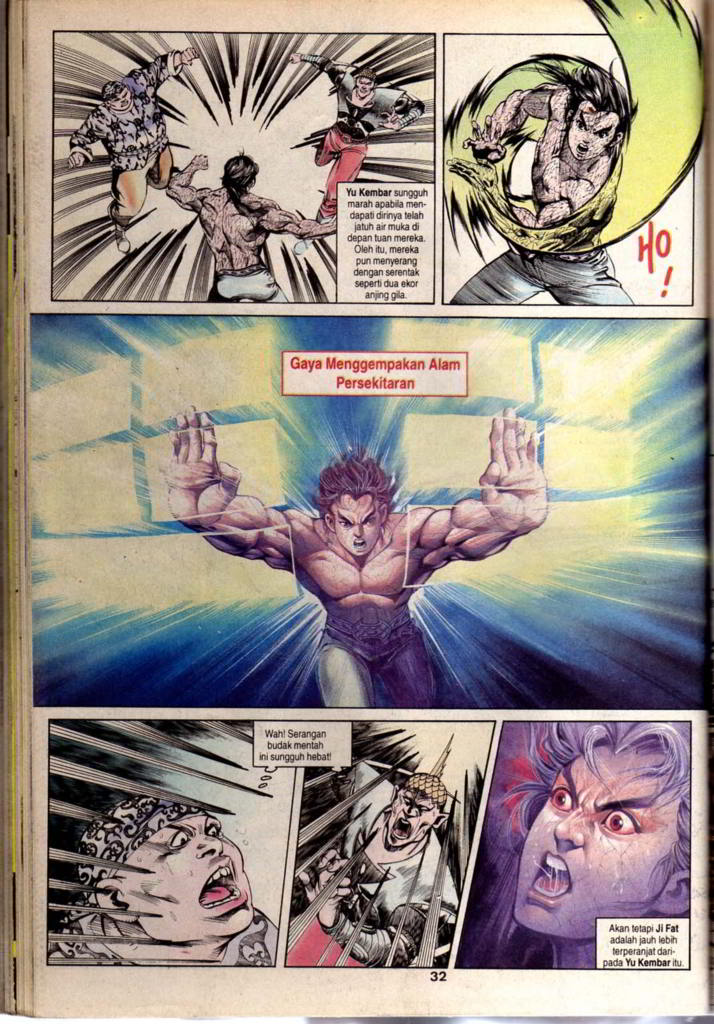 Yu Kembar sungguh
marah apabila men-
dapati dirinya telah
jatuh air muka di
depan tuan mereka.
Oleh itu, mereka
pun menyerang
dengan serentak
seperti dua ekor
anjing gila.
HO
!
Gaya Menggempakan Alam
Persekitaran
Wah! Serangan
budak mentah
ini sungguh hebat!
Akan tetapi Ji Fat
adalah jauh lebih
terperanjat dari-
pada Yu Kembar itu.
32